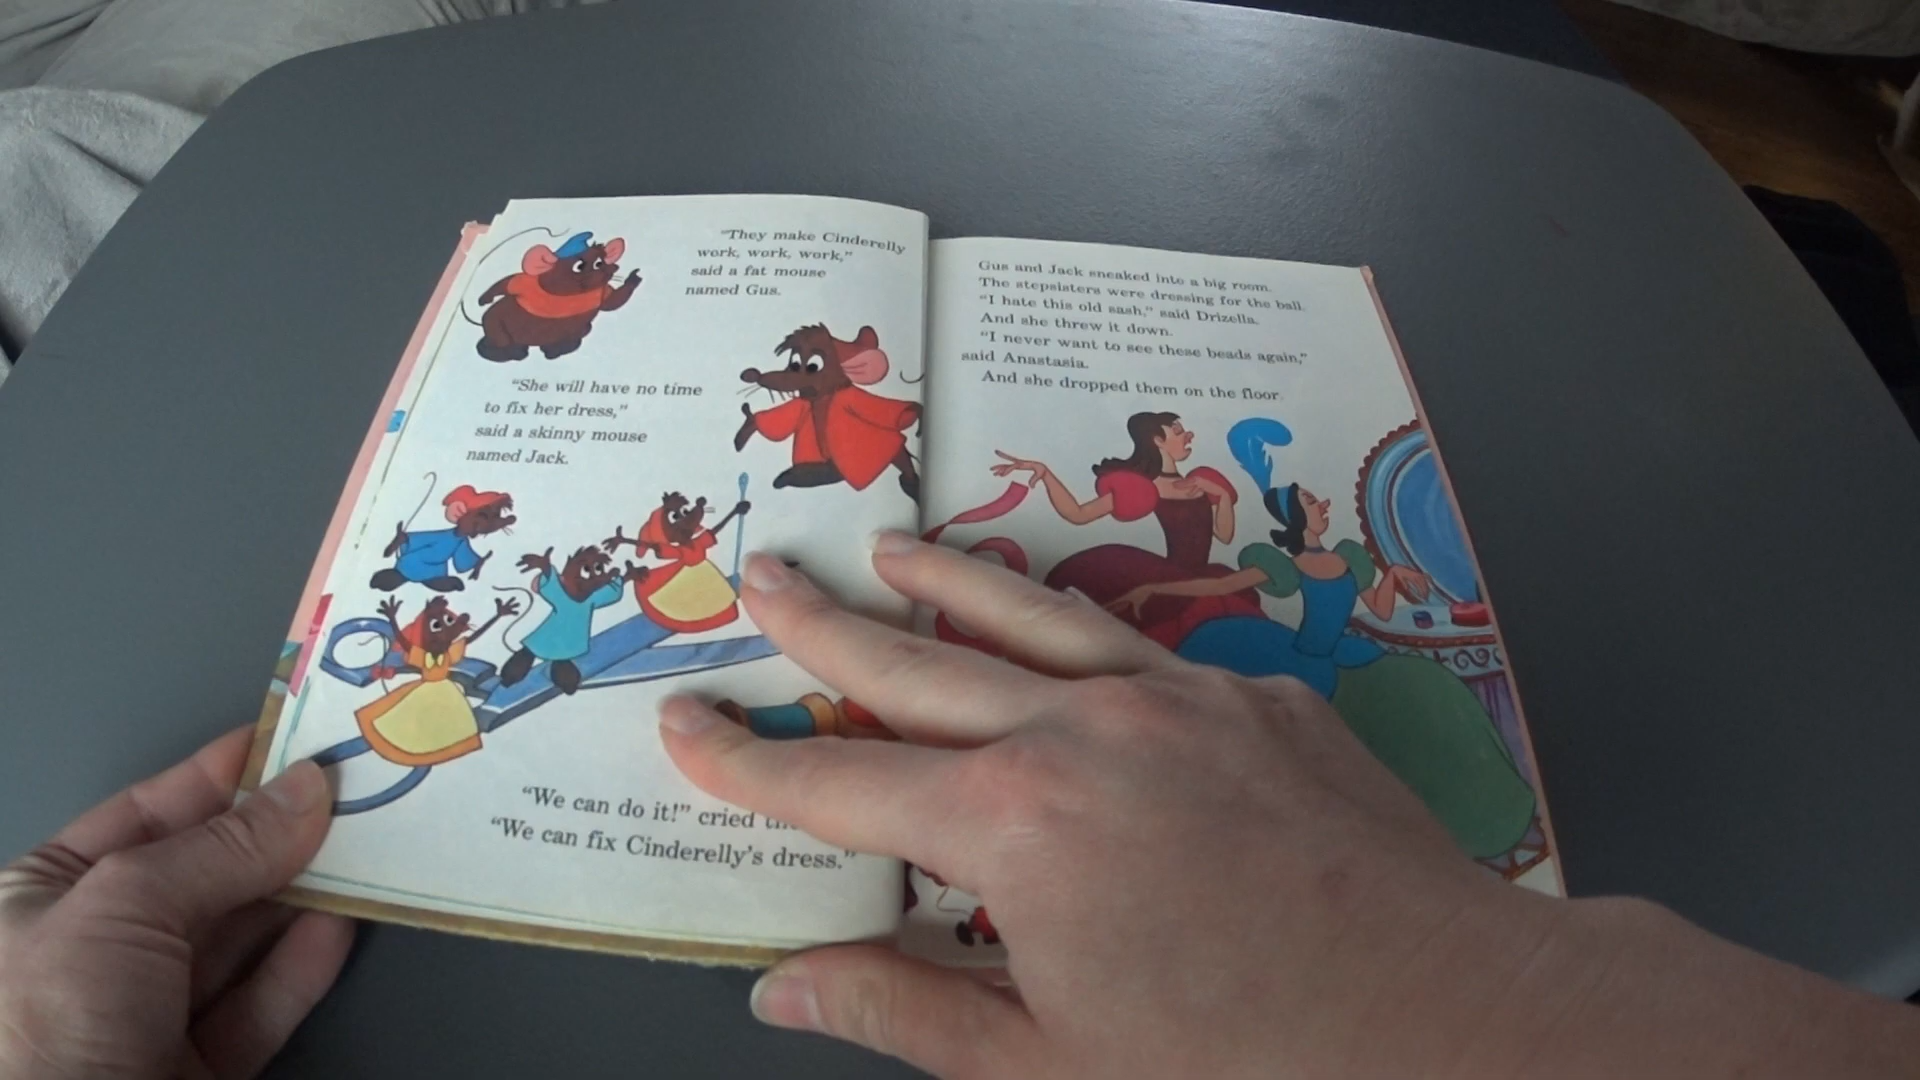 "They make Cinderelly
work, work, work,"
said a fat mouse
named Gus.
"She will have no time
to fix her dress,"
said a skinny mouse
named Jack.
"We can do it!" cried
"We can fix Cinderelly's dress."
Gus and Jack sneaked into a big room.
The stepsisters were dressing for the ball.
"I hate this old sash," said Drizella.
And she threw it down.
"I never want to see these beads again,"
said Anastasia.
And she dropped them on the floor.